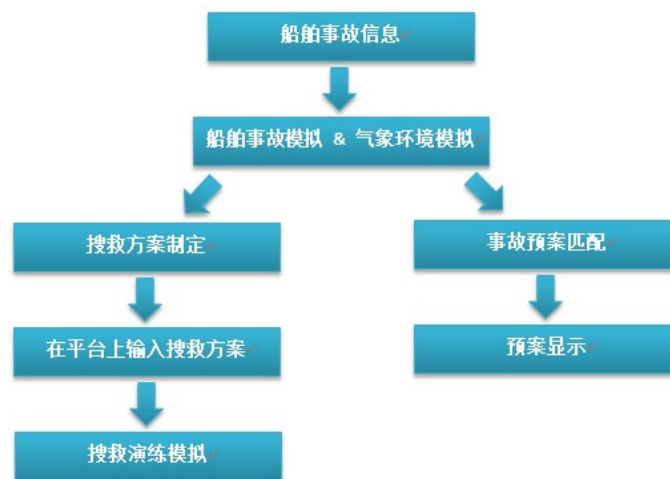 船舶事故信息
船舶事故模拟 & 气象环境模拟
搜救方案制定
事故预案匹配
在平台上输入搜救方案
预案显示
搜救演练模拟